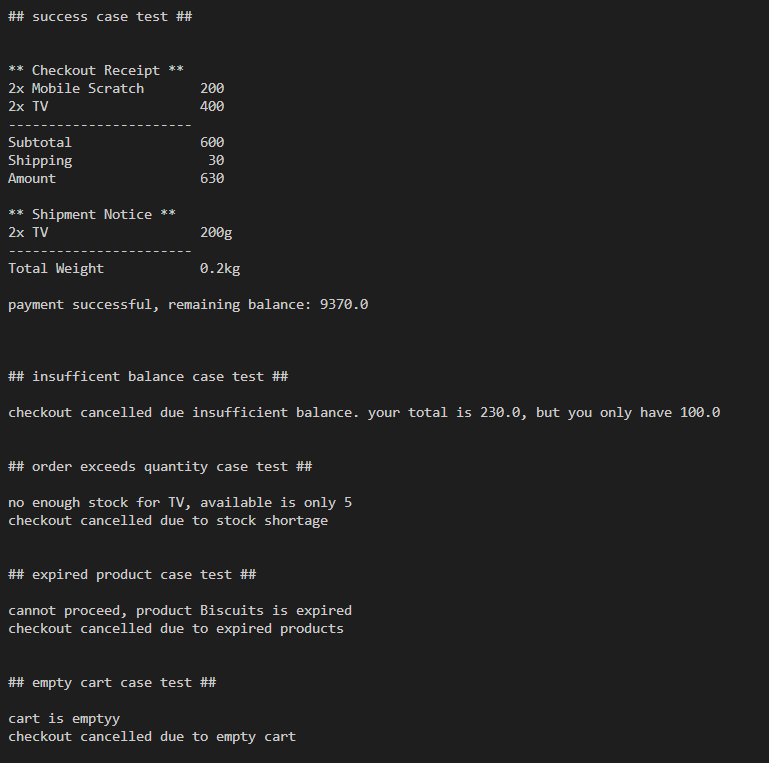 ## success case test ##
** Checkout Receipt **
2x Mobile Scratch 200
2x TV 400
-----------------------
Subtotal 600
Shipping 30
Amount 630
** Shipment Notice **
2x TV 200g
-----------------------
Total Weight 0.2kg
payment successful, remaining balance: 9370.0
## insufficent balance case test ##
checkout cancelled due insufficient balance. your total is 230.0, but you only have 100.0
## order exceeds quantity case test ##
no enough stock for TV, available is only 5
checkout cancelled due to stock shortage
## expired product case test ##
cannot proceed, product Biscuits is expired
checkout cancelled due to expired products
## empty cart case test ##
cart is emptyy
checkout cancelled due to empty cart